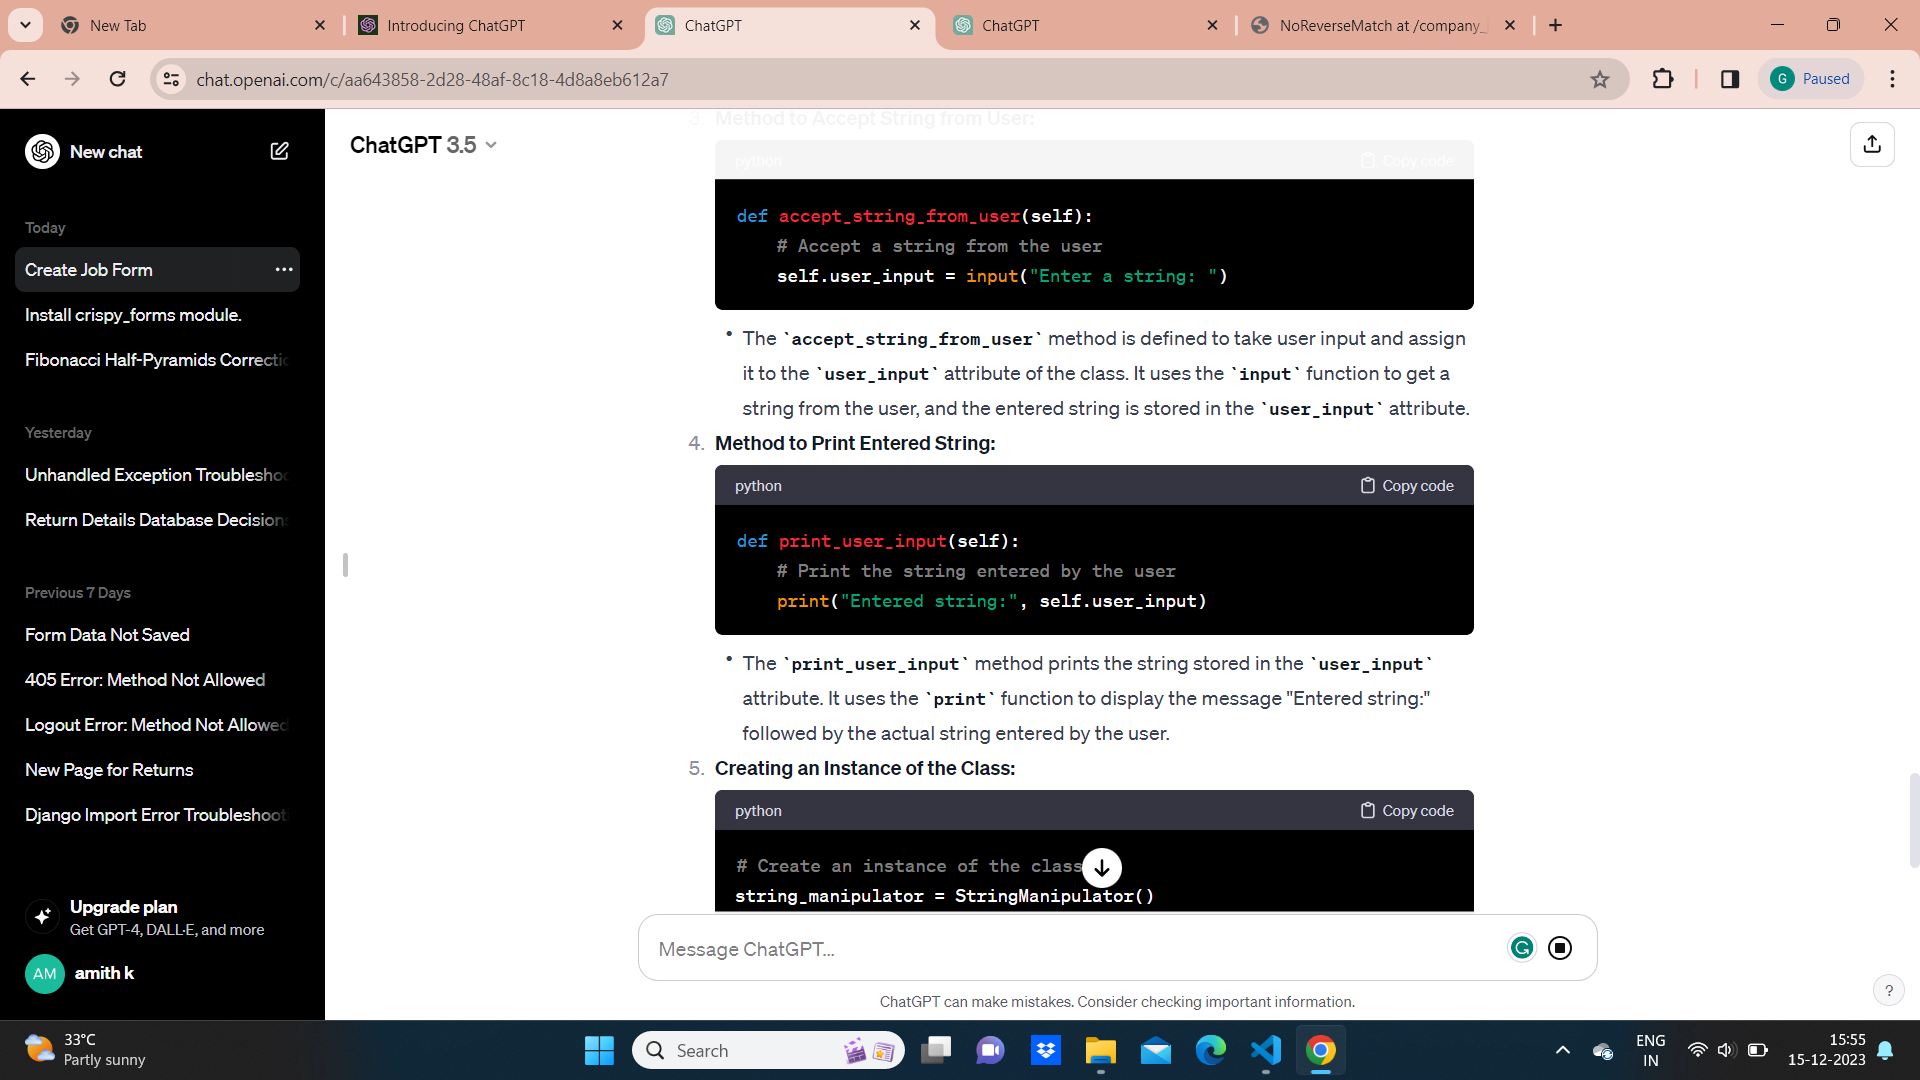 New Tab
Introducing ChatGPT
ChatGPT
ChatGPT
NoReverseMatch at /company_
chat.openai.com/c/aa643858-2d28-48af-8c18-4d8a8eb612a7
G
Paused
New chat
Today
Create Job Form
Install crispy_forms module.
Fibonacci Half-Pyramids Correctio
Yesterday
Unhandled Exception Troubleshoo
Return Details Database Decisions
Previous 7 Days
Form Data Not Saved
405 Error: Method Not Allowed
Logout Error: Method Not Allowed
New Page for Returns
Django Import Error Troubleshooti
Upgrade plan
Get GPT-4, DALL·E, and more
AM
amith k
ChatGPT 3.5
3. Method to Accept String from User:
python
Copy code
def accept_string_from_user(self):
# Accept a string from the user
self.user_input = input("Enter a string: ")
• The `accept_string_from_user` method is defined to take user input and assign
it to the `user_input` attribute of the class. It uses the `input` function to get a
string from the user, and the entered string is stored in the `user_input` attribute.
4. Method to Print Entered String:
python
Copy code
def print_user_input(self):
# Print the string entered by the user
print("Entered string:", self.user_input)
• The `print_user_input` method prints the string stored in the `user_input`
attribute. It uses the `print` function to display the message "Entered string:"
followed by the actual string entered by the user.
5. Creating an Instance of the Class:
python
Copy code
# Create an instance of the class
string_manipulator = StringManipulator()
Message ChatGPT...
ChatGPT can make mistakes. Consider checking important information.
?
33°C
Partly sunny
Search
ENG
IN
15:55
15-12-2023